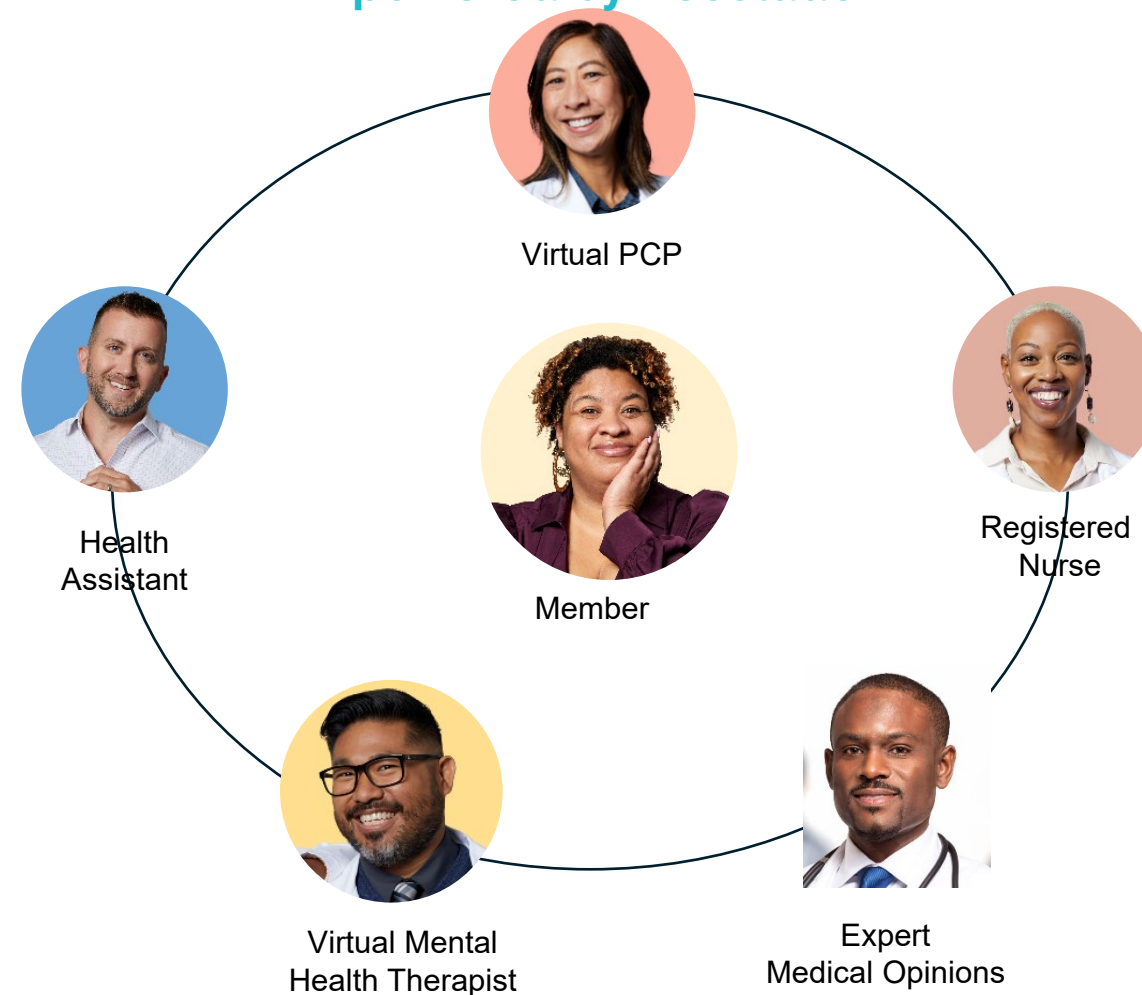 Virtual PCP
Health
Assistant
Registered
Nurse
Member
Virtual Mental
Health Therapist
Expert
Medical Opinions